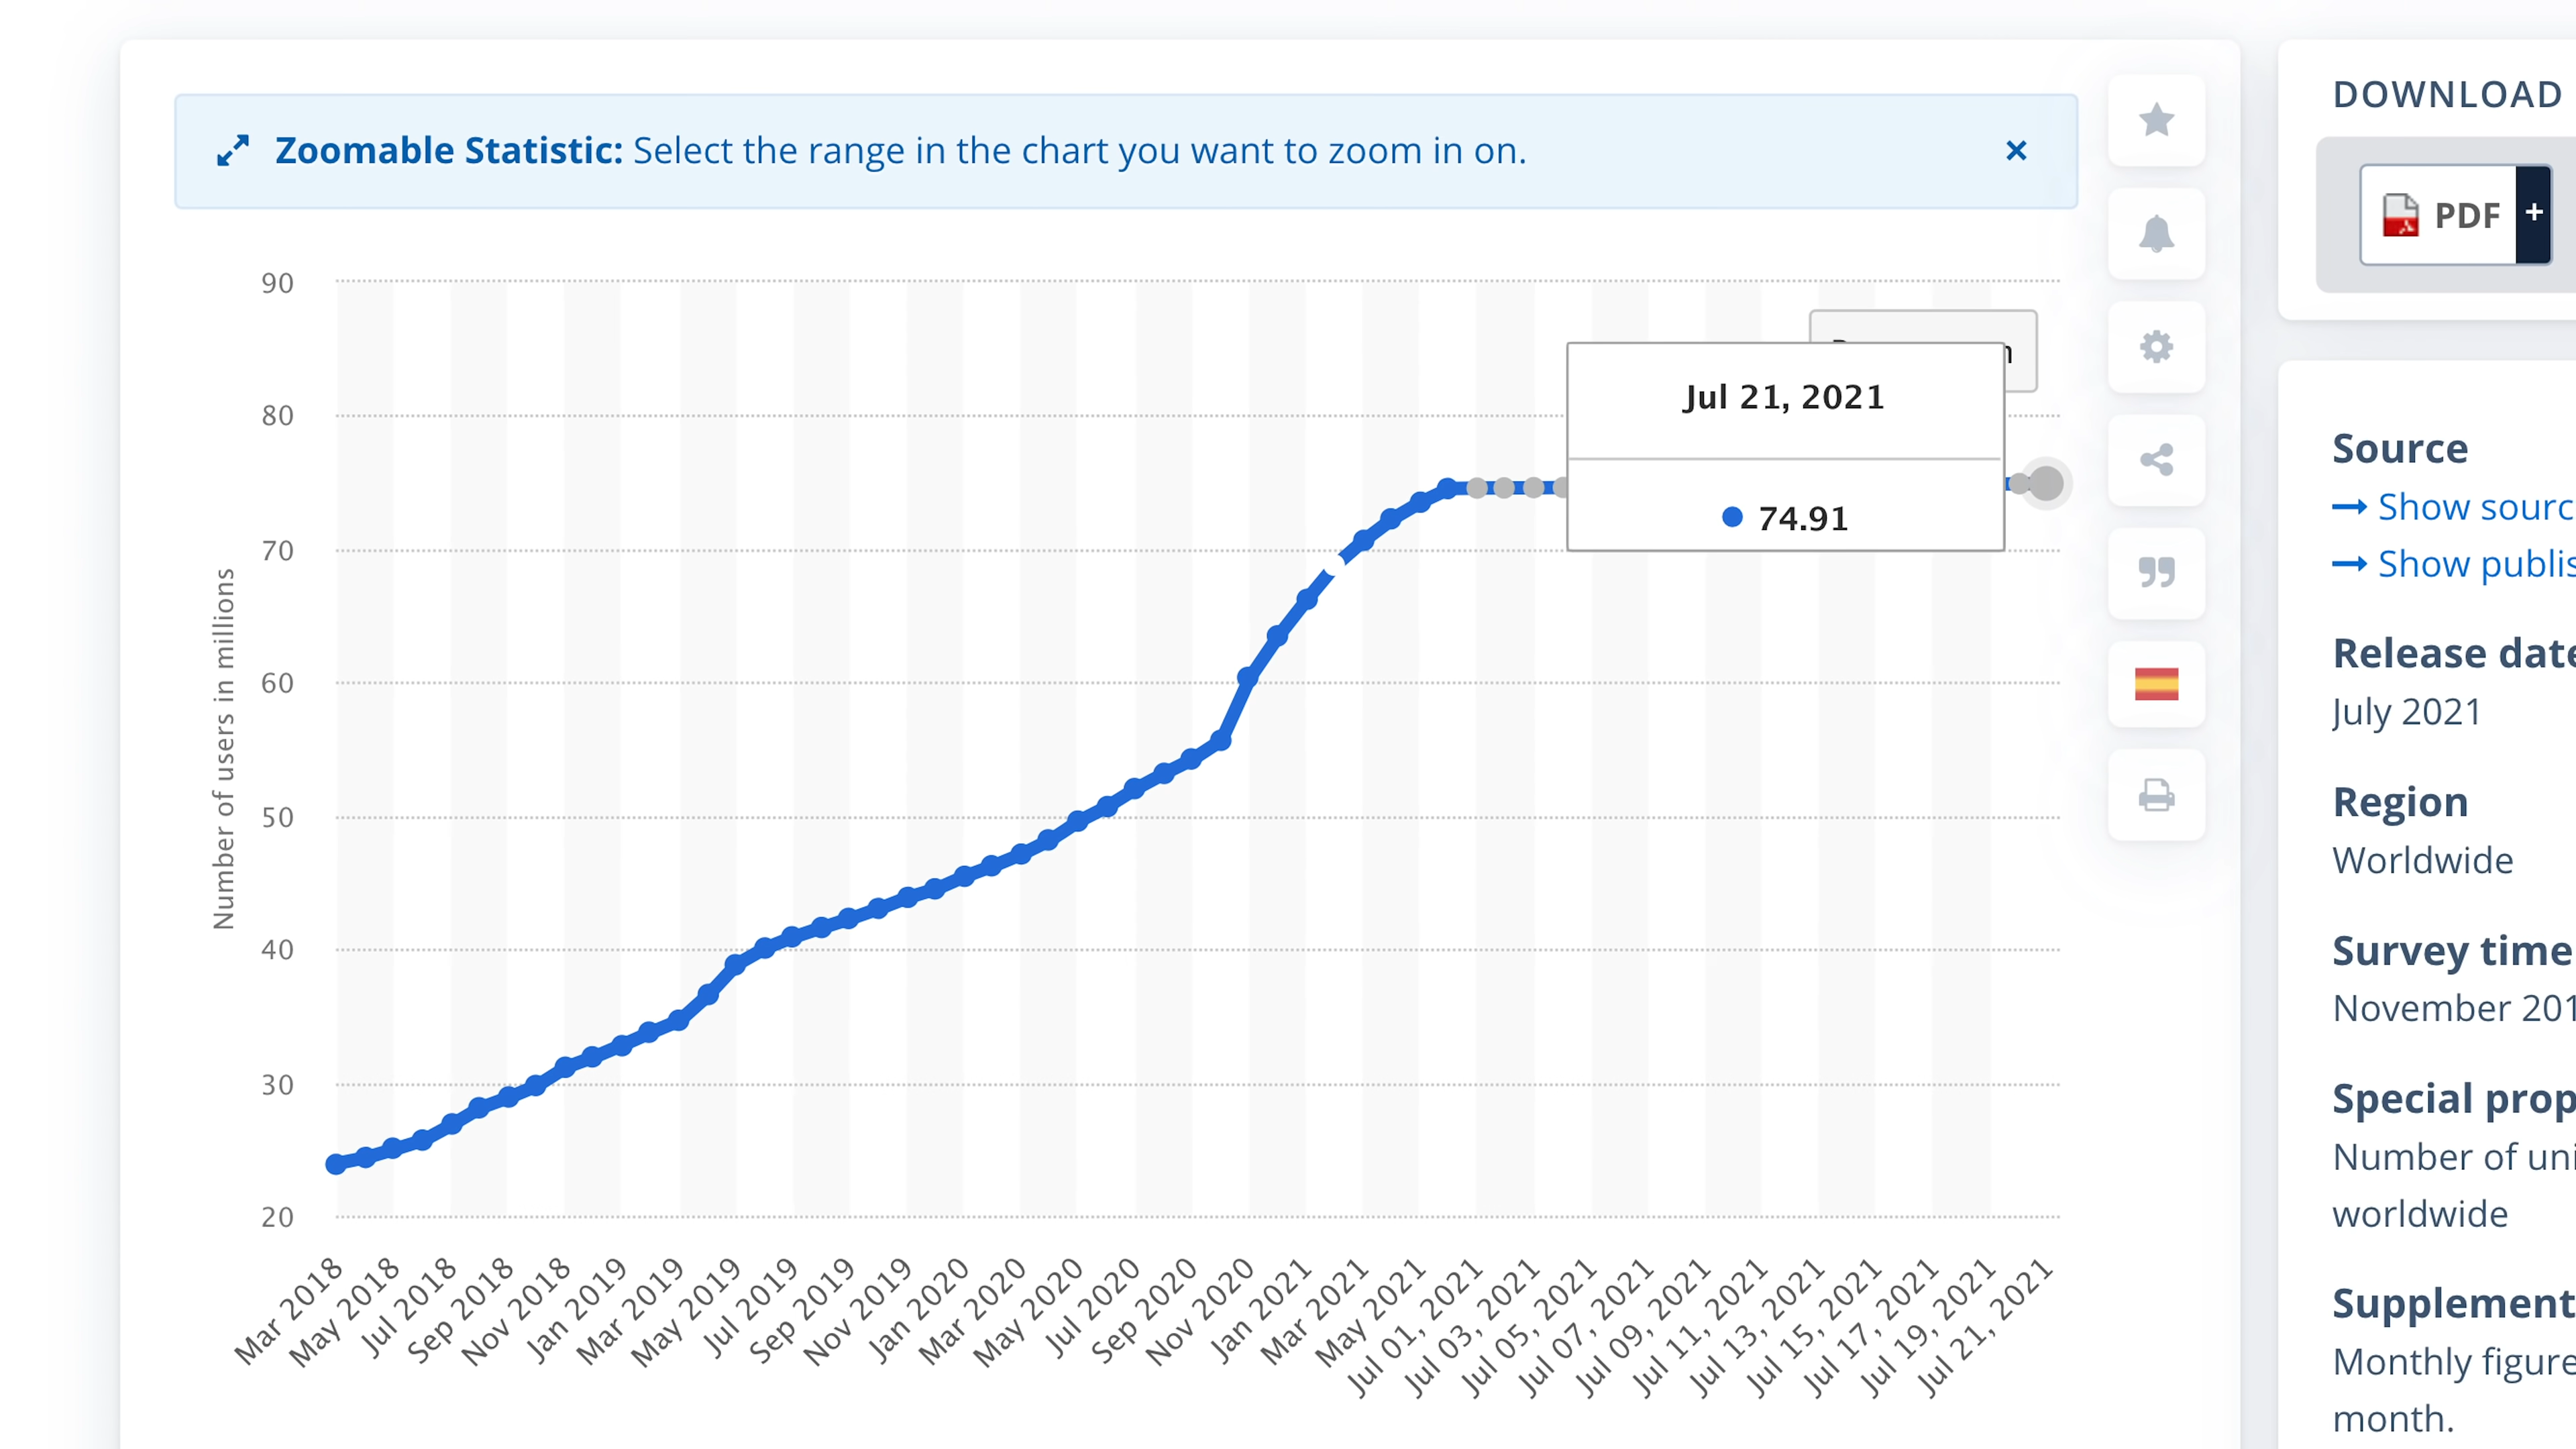 Zoomable Statistic: Select the range in the chart you want to zoom in on.
×
90
80
70
60
50
40
30
20
Number of users in millions
Jul 21, 2021
74.91
Mar 2018
May 2018
Jul 2018
Sep 2018
Nov 2018
Jan 2019
Mar 2019
May 2019
Jul 2019
Sep 2019
Nov 2019
Jan 2020
Mar 2020
May 2020
Jul 2020
Sep 2020
Nov 2020
Jan 2021
Mar 2021
May 2021
Jul 01, 2021
Jul 03, 2021
Jul 05, 2021
Jul 07, 2021
Jul 09, 2021
Jul 11, 2021
Jul 13, 2021
Jul 15, 2021
Jul 17, 2021
Jul 19, 2021
Jul 21, 2021
DOWNLOAD
PDF +
Source
Show sourc
Show publis
Release date
July 2021
Region
Worldwide
Survey time
November 201
Special prop
Number of uni
worldwide
Supplement
Monthly figure
month.